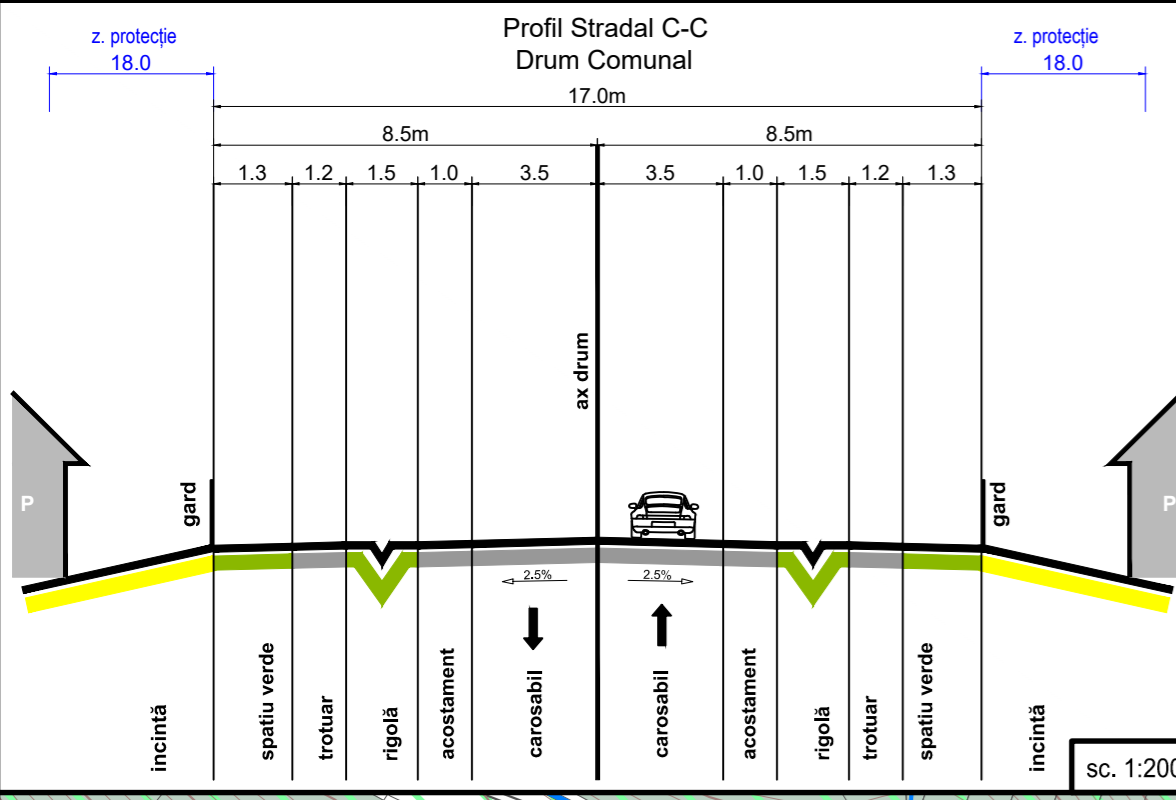 Profil Stradal C-C
Drum Comunal
z. protecție
18.0
z. protecție
18.0
17.0m
8.5m
8.5m
1.3
1.2
1.5
1.0
3.5
3.5
1.0
1.5
1.2
1.3
ax drum
gard
gard
P
P
2.5%
2.5%
incintă
spatiu verde
trotuar
rigolă
acostament
carosabil
carosabil
acostament
rigolă
trotuar
spatiu verde
incintă
sc. 1:200